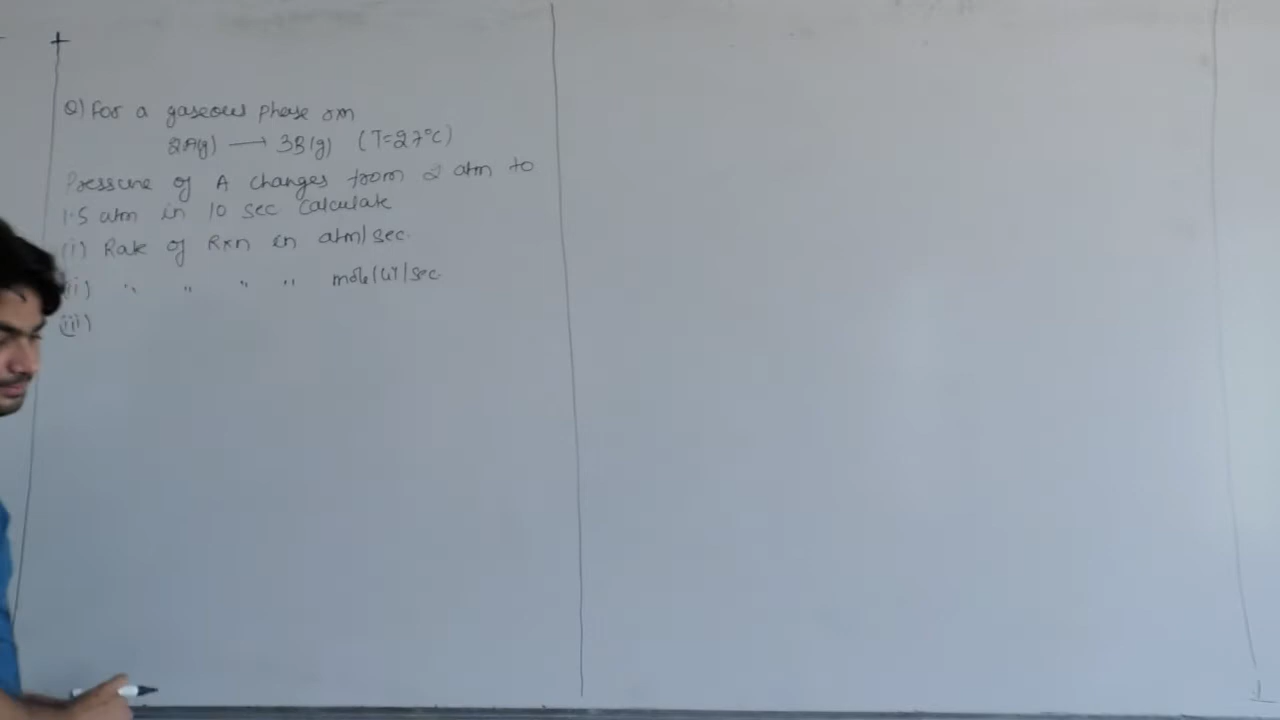 Q) For a gaseous phase rxn
2A(g) → 3B(g) (T=27°C)
Pressure of A changes from 2 atm to
1.5 atm in 10 sec calculate
(i) Rate of Rxn in atm/sec.
(ii) " " " " mole/lit/sec.
(iii)